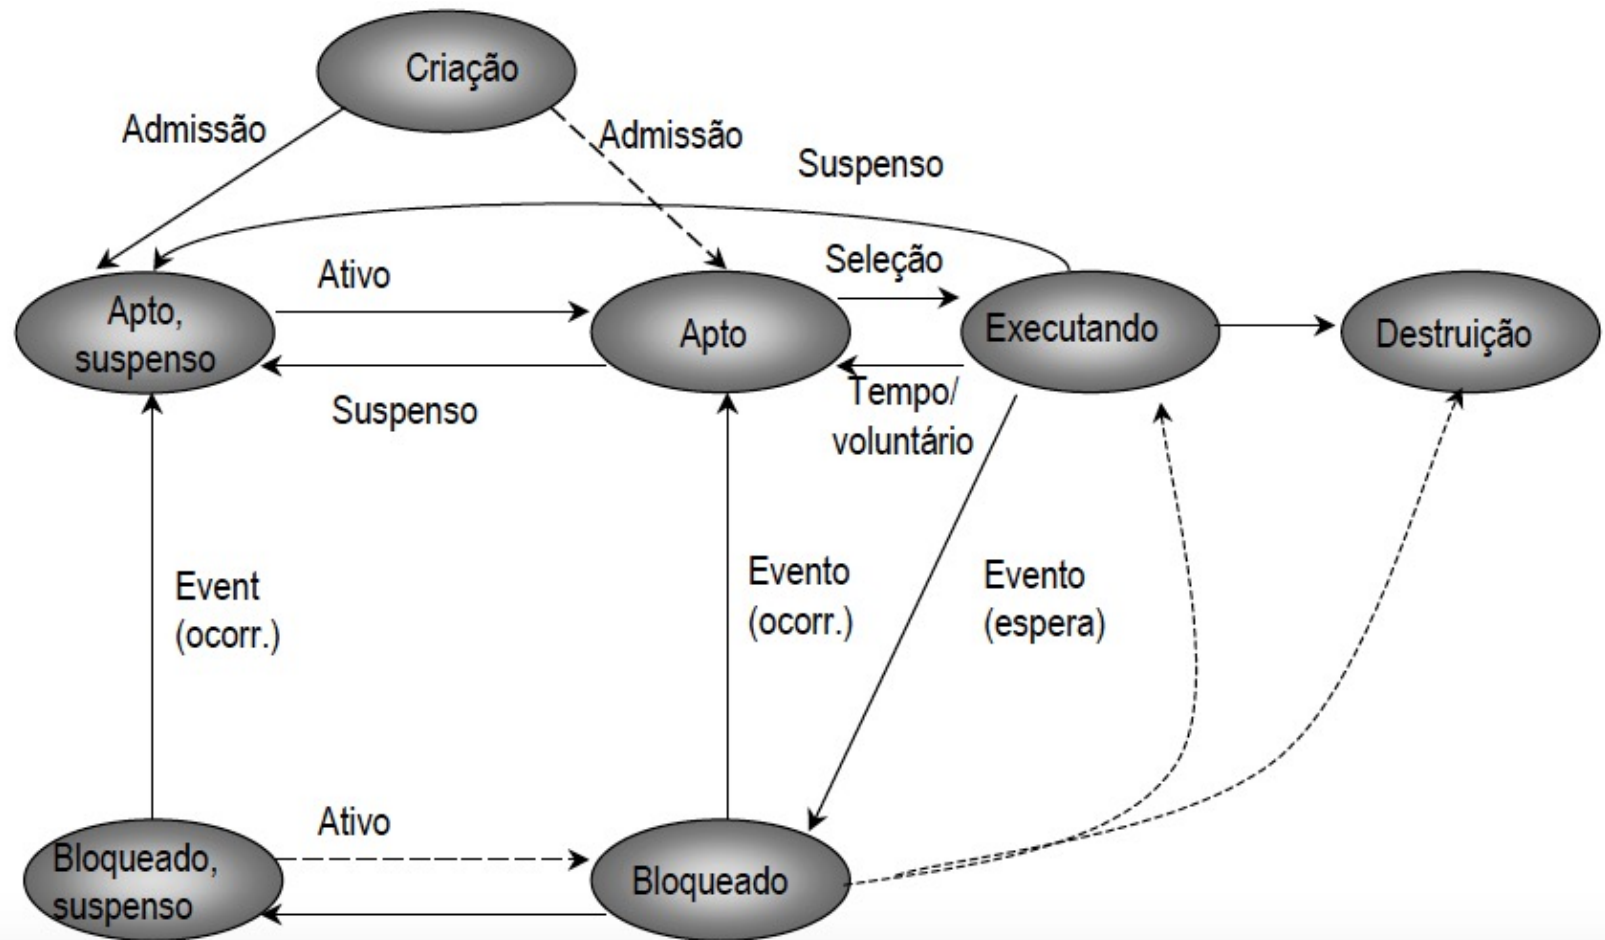 Criação
Admissão
Admissão
Suspenso
Ativo
Seleção
Apto,
suspenso
Apto
Executando
Destruição
Suspenso
Tempo/
voluntário
Event
(ocorr.)
Evento
(ocorr.)
Evento
(espera)
Ativo
Bloqueado,
suspenso
Bloqueado